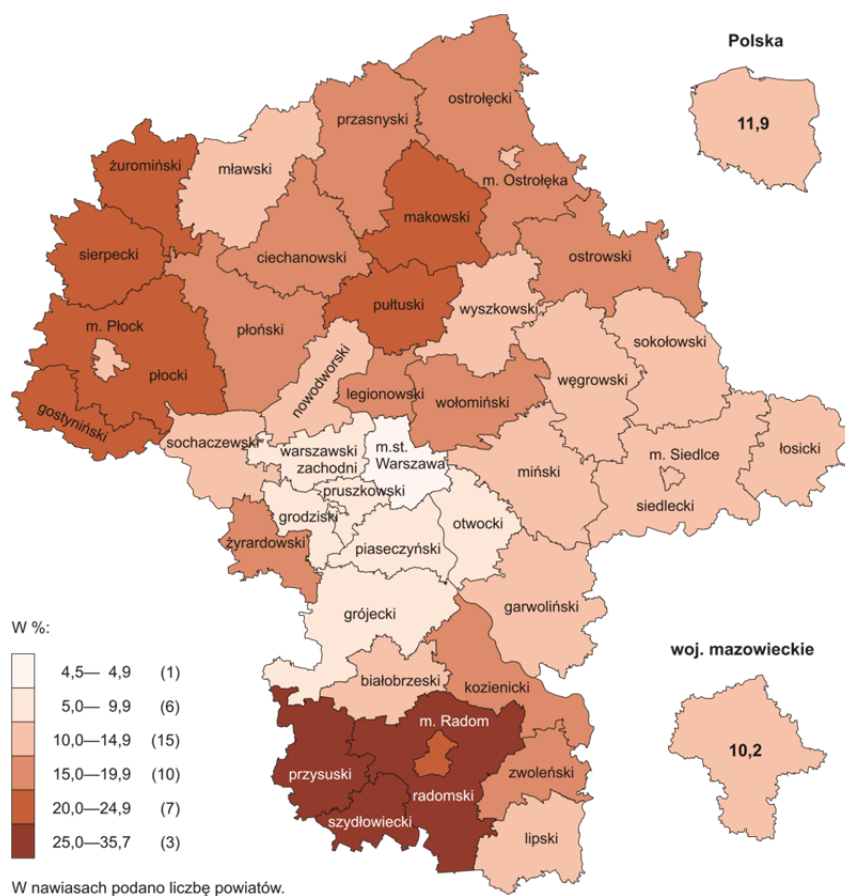 Polska
11,9
ostrołęcki
przasnyski
m. Ostrołęka
żuromiński
mławski
makowski
sierpecki
ciechanowski
ostrowski
pułtuski
wyszkowski
m. Płock
płoński
sokołowski
płocki
węgrowski
nowodworski
legionowski
wołomiński
gostyniński
sochaczewski
warszawski
zachodni
m.st.
Warszawa
m. Siedlce
łosicki
miński
siedlecki
pruszkowski
grodziski
otwocki
żyrardowski
piaseczyński
garwoliński
grójecki
W %:
woj. mazowieckie
4,5— 4,9 (1)
5,0— 9,9 (6)
10,0—14,9 (15)
15,0—19,9 (10)
20,0—24,9 (7)
25,0—35,7 (3)
białobrzeski
kozienicki
m. Radom
10,2
przysuski
zwoleński
radomski
szydłowiecki
lipski
W nawiasach podano liczbę powiatów.